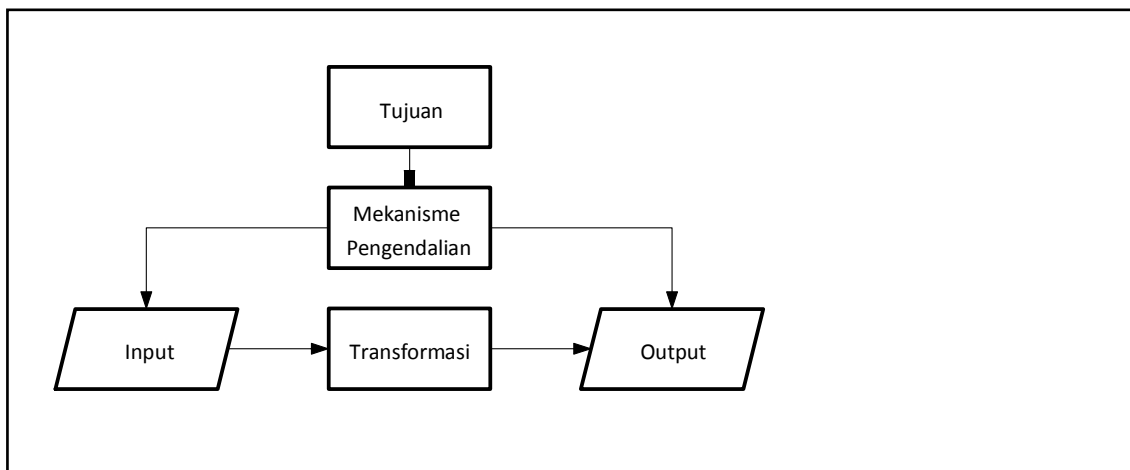 Tujuan
Mekanisme
Pengendalian
Input
Transformasi
Output